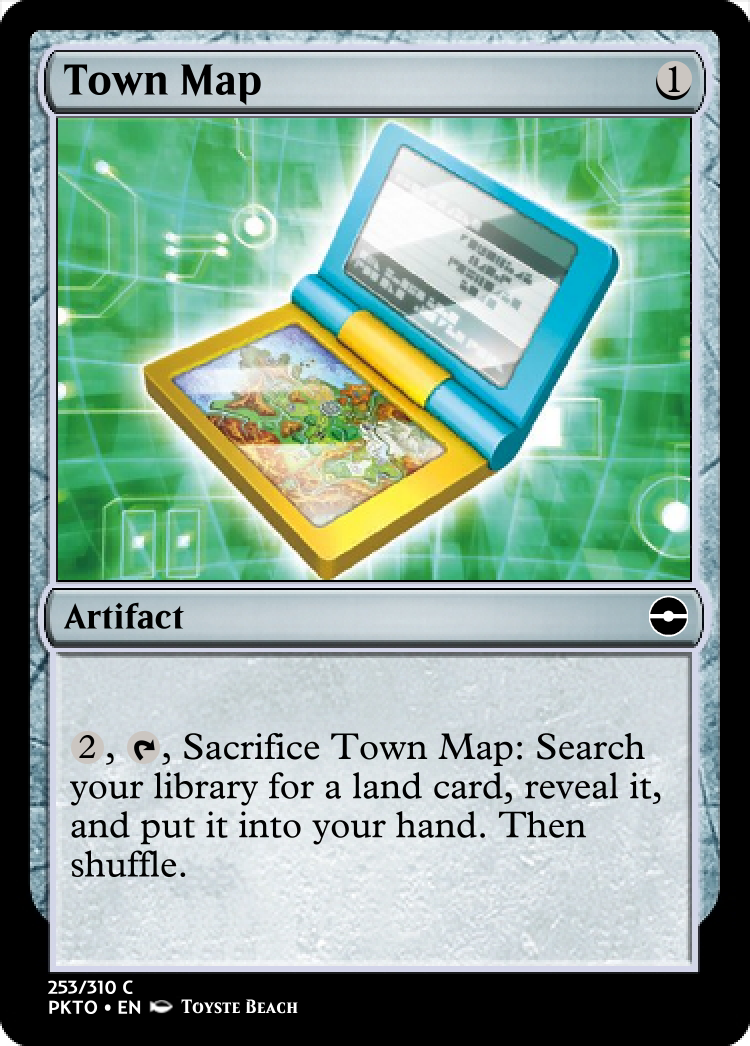 Town Map 1
Artifact
2, , Sacrifice Town Map: Search
your library for a land card, reveal it,
and put it into your hand. Then
shuffle.
253/310 C
PKTO • EN Toyste Beach